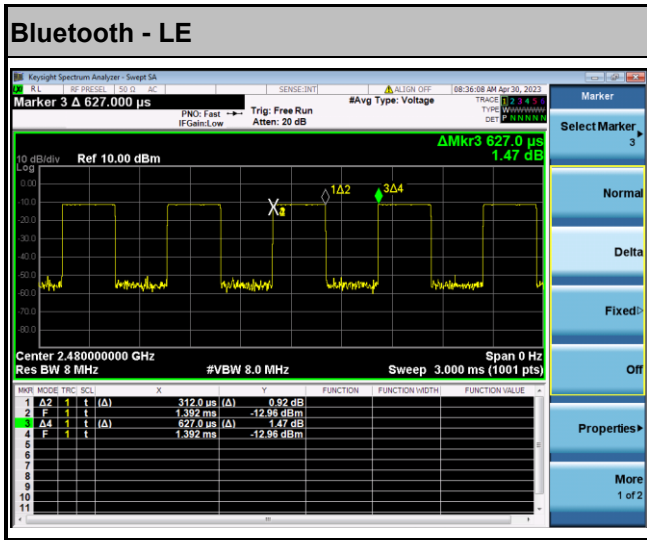 Bluetooth - LE
Keysight Spectrum Analyzer - Swept SA
RL RF PRESEL 50 Ω AC SENSE:INT ALIGN OFF 08:36:08 AM Apr 30, 2023
Marker 3 Δ 627.000 µs
PNO: Fast
IFGain:Low
Trig: Free Run
Atten: 20 dB
#Avg Type: Voltage
TRACE 1 2 3 4 5 6
TYPE WWWWWW
DET P N N N N N
ΔMkr3 627.0 µs
1.47 dB
10 dB/div Ref 10.00 dBm
Log
0.00
-10.0
-20.0
-30.0
-40.0
-50.0
-60.0
-70.0
-80.0
X
1Δ2
3Δ4
Center 2.480000000 GHz Span 0 Hz
Res BW 8 MHz #VBW 8.0 MHz Sweep 3.000 ms (1001 pts)
MKR MODE TRC SCL X Y FUNCTION FUNCTION WIDTH FUNCTION VALUE
1 Δ2 1 t (Δ) 312.0 µs (Δ) 0.92 dB
2 F 1 t 1.392 ms -12.96 dBm
3 Δ4 1 t (Δ) 627.0 µs (Δ) 1.47 dB
4 F 1 t 1.392 ms -12.96 dBm
5
6
7
8
9
10
11
Marker
Select Marker
3
Normal
Delta
Fixed
Off
Properties
More
1 of 2